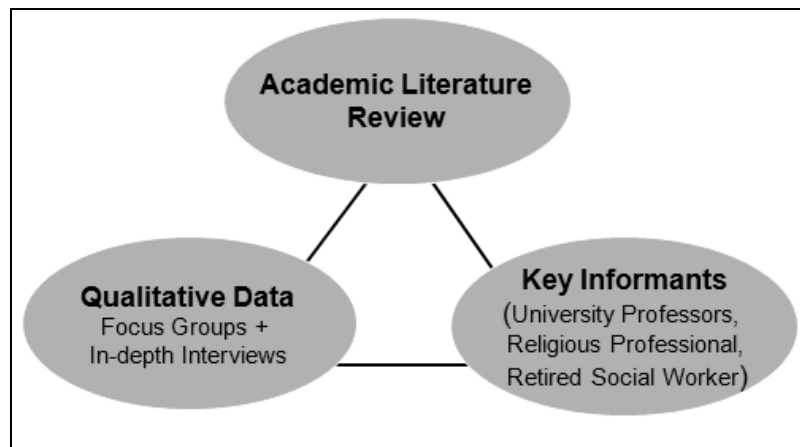 Academic Literature
Review
Qualitative Data
Focus Groups +
In-depth Interviews
Key Informants
(University Professors,
Religious Professional,
Retired Social Worker)